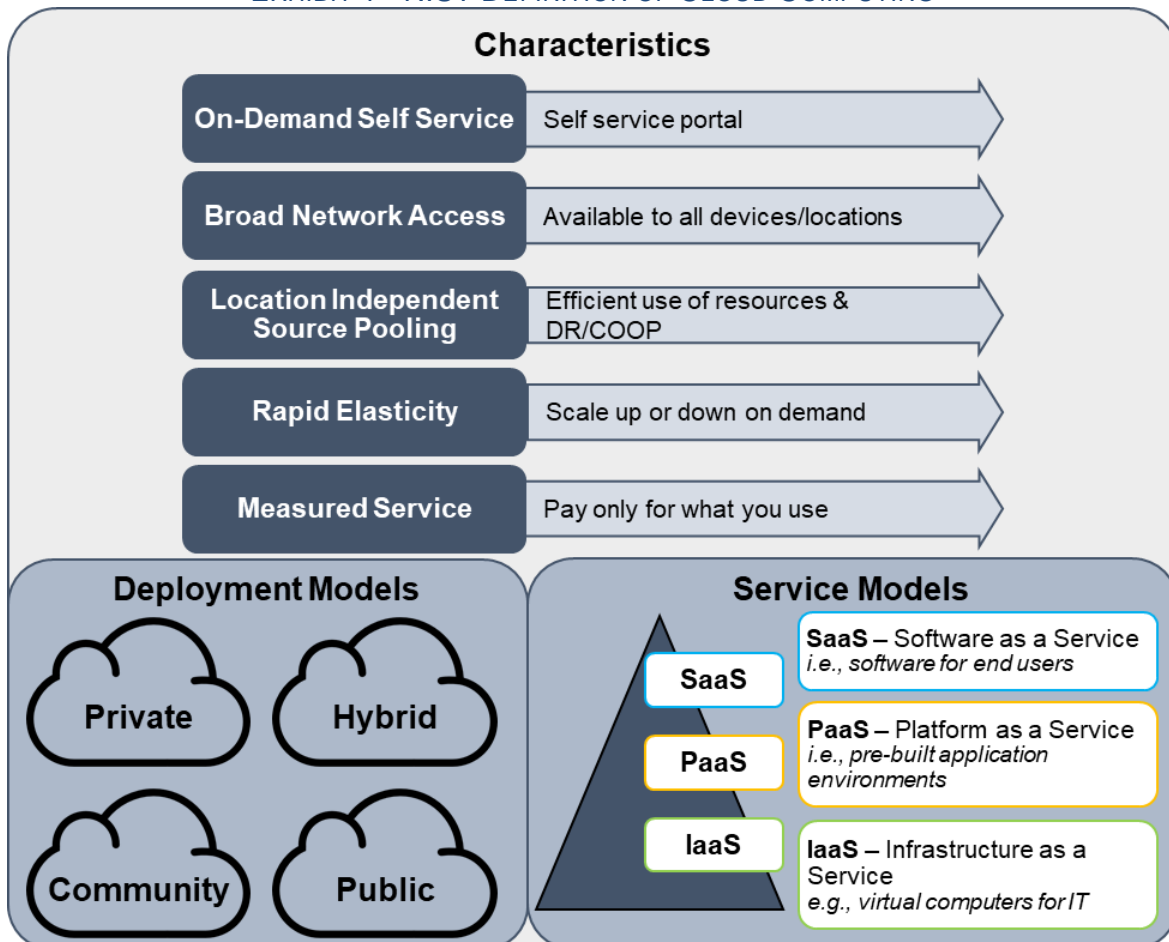 Characteristics
On-Demand Self Service
Self service portal
Broad Network Access
Available to all devices/locations
Location Independent
Source Pooling
Efficient use of resources &
DR/COOP
Rapid Elasticity
Scale up or down on demand
Measured Service
Pay only for what you use
Deployment Models
Private
Hybrid
Community
Public
Service Models
SaaS
SaaS – Software as a Service
i.e., software for end users
PaaS
PaaS – Platform as a Service
i.e., pre-built application
environments
IaaS
IaaS – Infrastructure as a
Service
e.g., virtual computers for IT